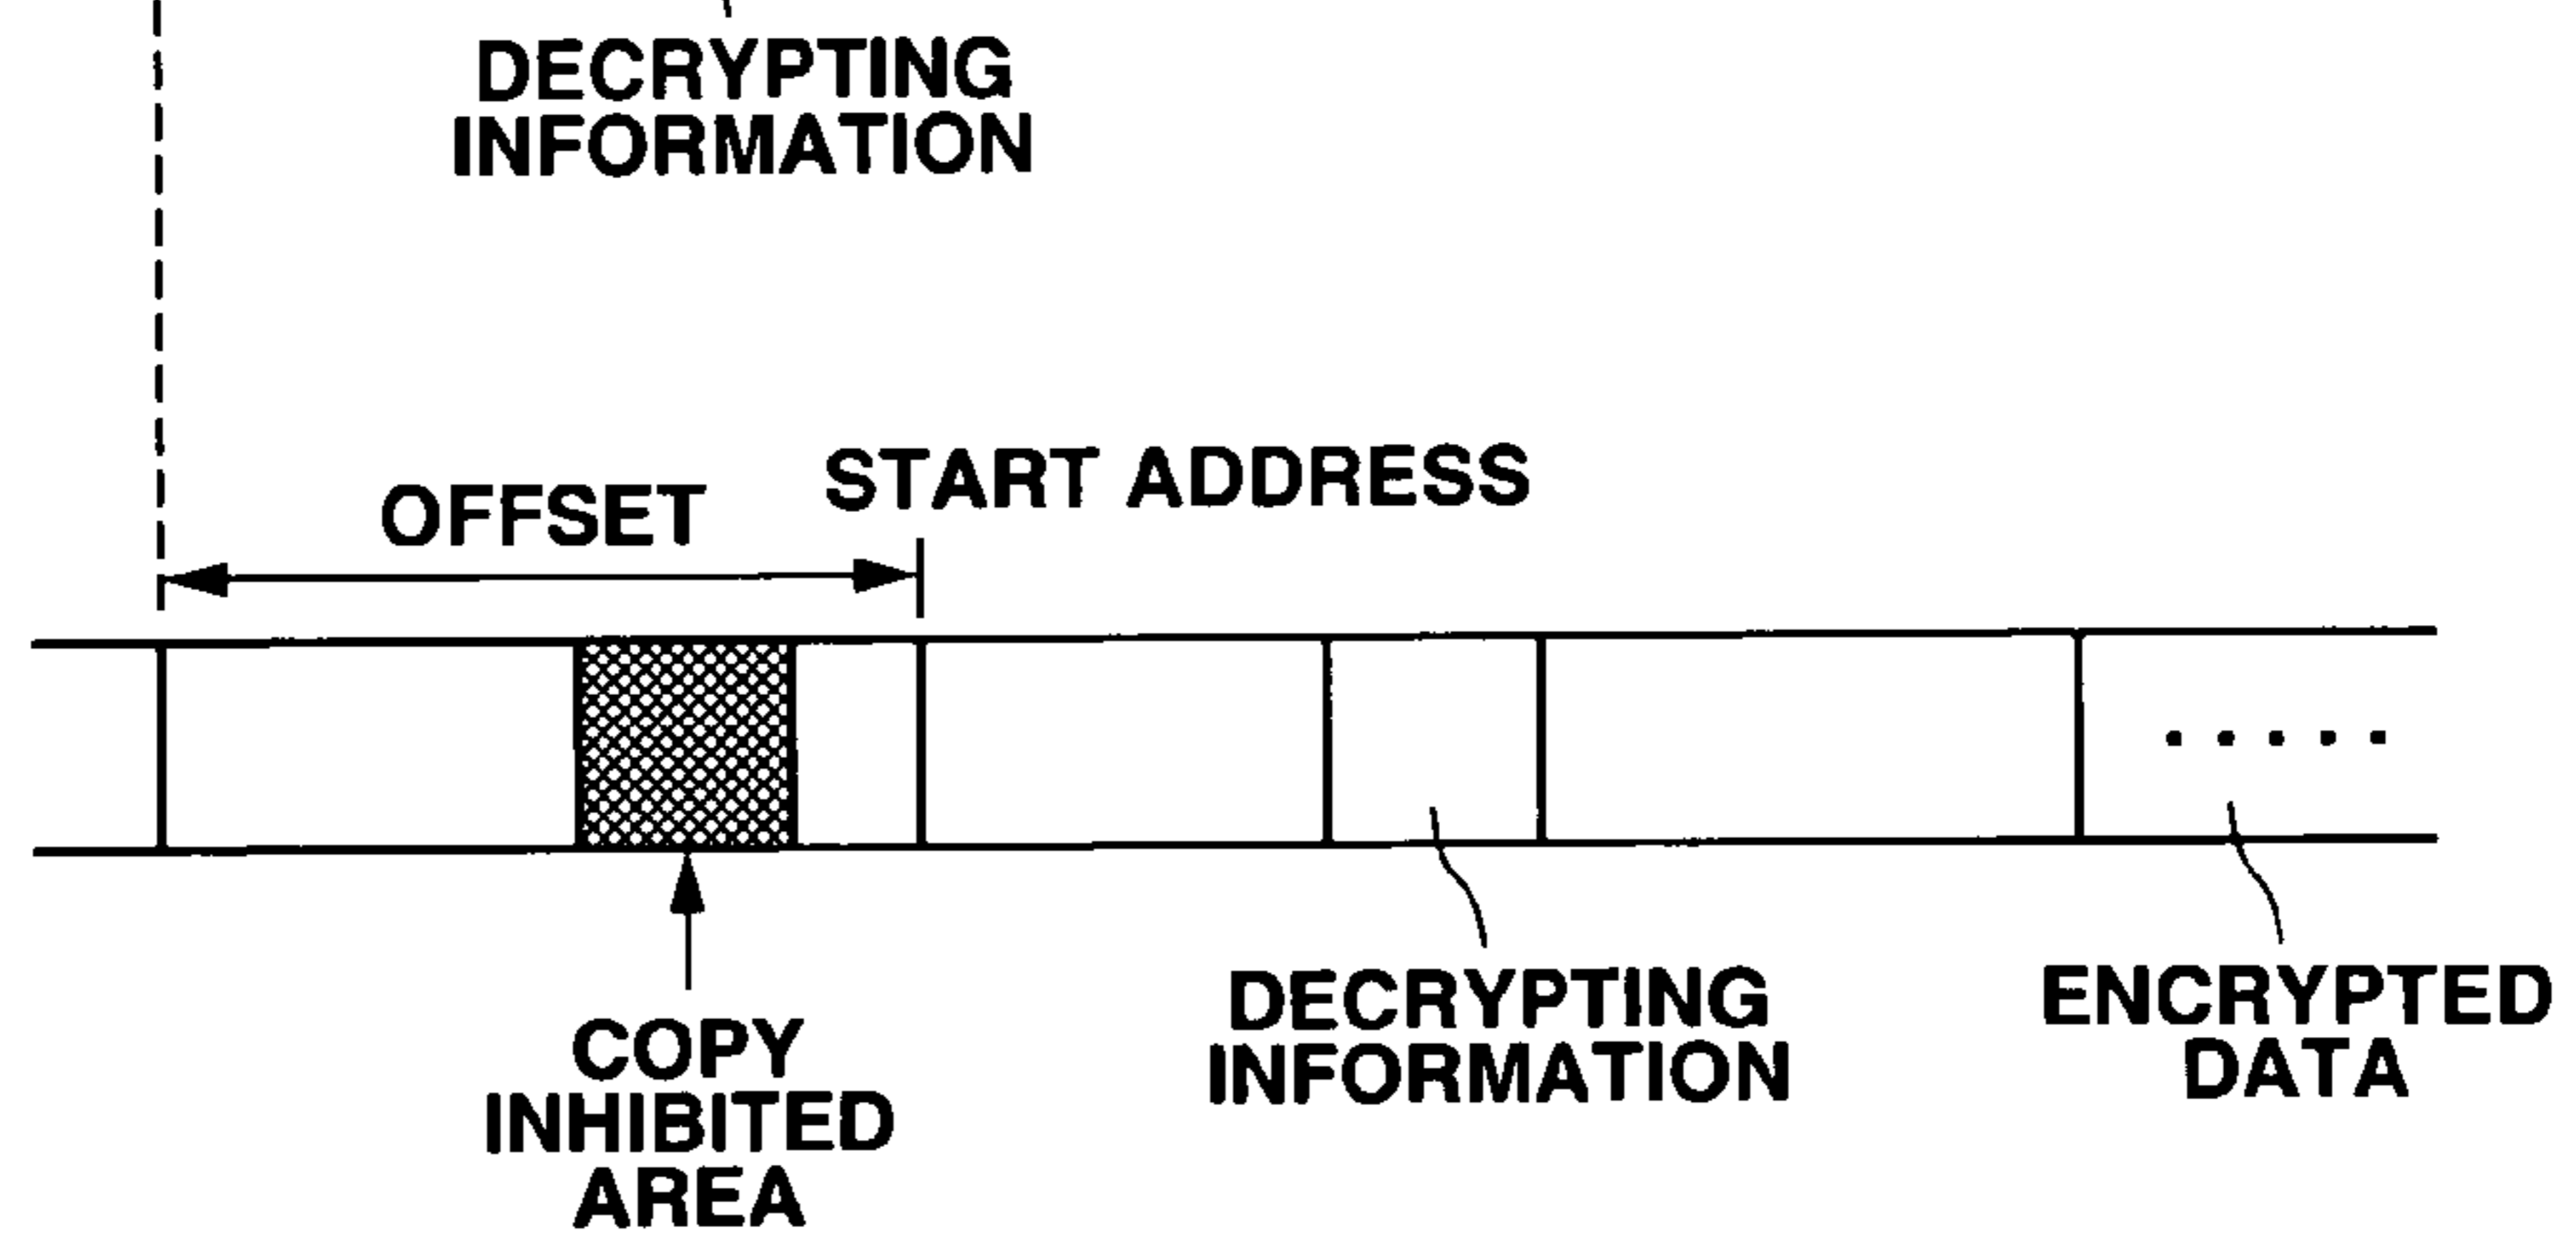 DECRYPTING
INFORMATION
OFFSET
START ADDRESS
COPY
INHIBITED
AREA
DECRYPTING
INFORMATION
ENCRYPTED
DATA